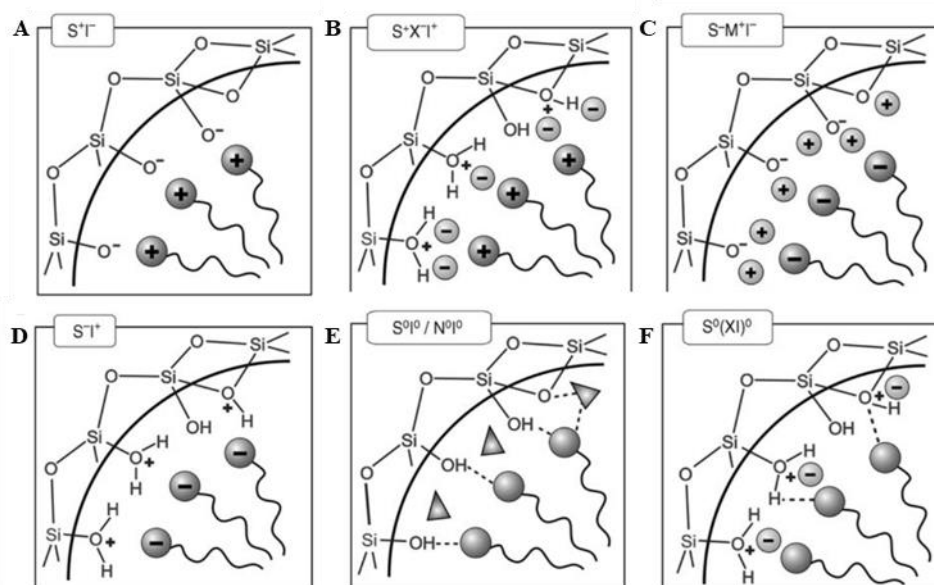 A
S⁺I⁻
O Si
O Si O
Si O⁻
O O⁻ +
+
Si O⁻ +
B
S⁺X⁻I⁺
O Si
O Si O H −
+ −
OH
Si H
O + +
H − +
O
H
Si O + − +
H −
C
S⁻M⁺I⁻
O Si
O Si O +
O⁻ +
Si + −
O O⁻ + −
Si O⁻ + −
+
D
S⁻I⁺
O Si
O Si O
+ H
OH
Si H −
O +
O H −
H
Si O + −
H
E
S⁰I⁰ / N⁰I⁰
O Si
O Si O
OH
Si
O OH
Si OH
F
S⁰(XI)⁰
O Si
O Si O + −
H
OH
Si H
O + −
O H
H
Si O + −
H